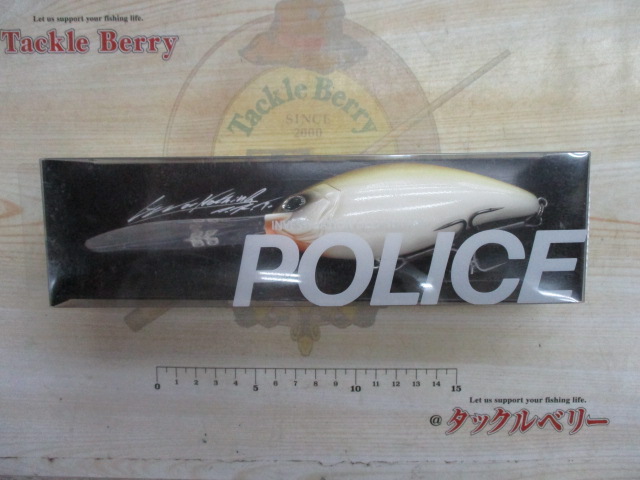 Let us support your fishing life.
Tackle Berry
Tackle Berry
SINCE
2000
POLICE
0 1 2 3 4 5 6 7 8 9 10 11 12 13 14 15
Let us support your fishing life.
@タックルベリー